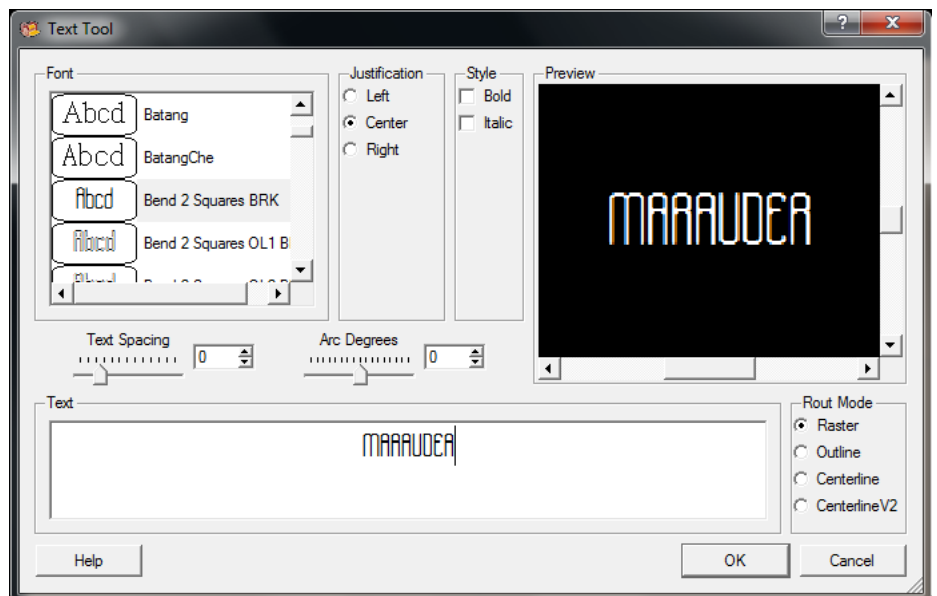 Text Tool
Font
Abcd Batang
Abcd BatangChe
Abcd Bend 2 Squares BRK
Abcd Bend 2 Squares OL1
Justification
Left
Center
Right
Style
Bold
Italic
Preview
MARAUDER
Text Spacing
0
Arc Degrees
0
Text
MARAUDER
Rout Mode
Raster
Outline
Centerline
CenterlineV2
Help
OK
Cancel